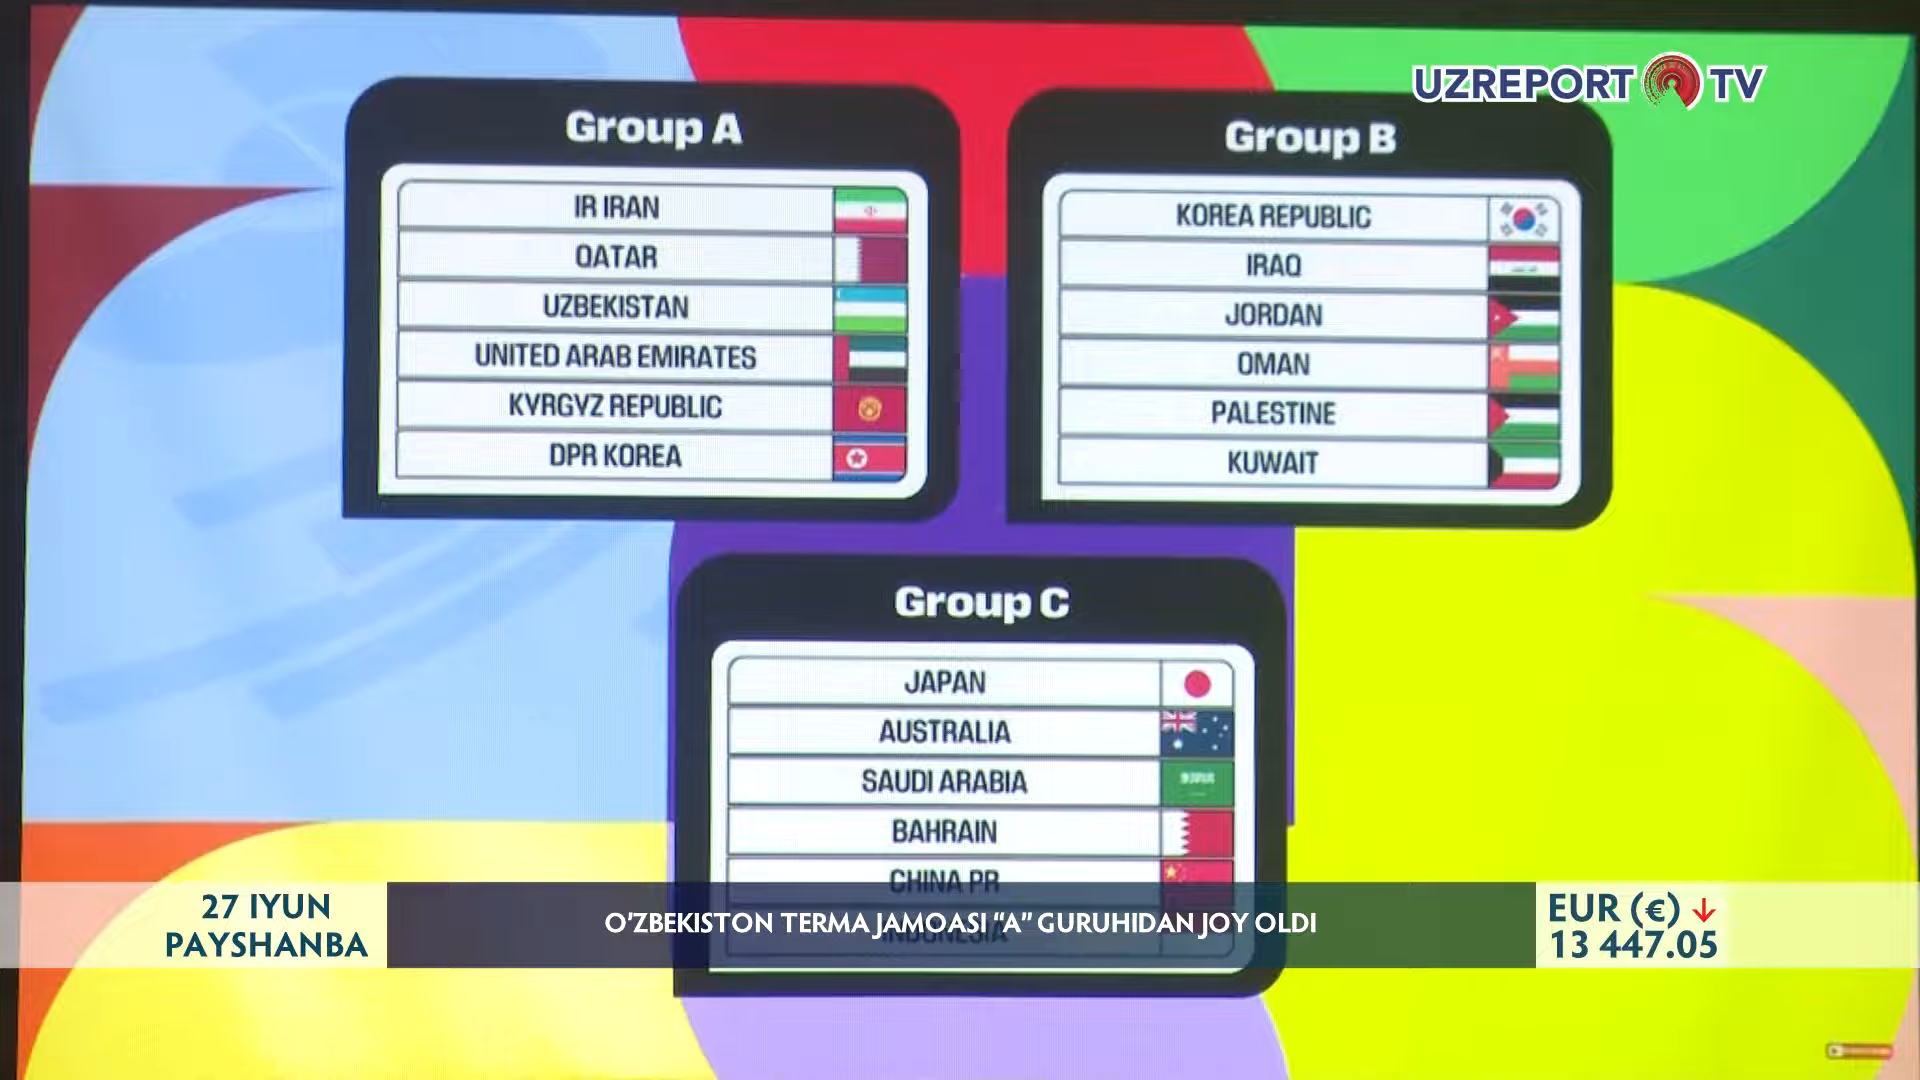 UZREPORT TV
Group A
IR IRAN
QATAR
UZBEKISTAN
UNITED ARAB EMIRATES
KYRGYZ REPUBLIC
DPR KOREA
Group B
KOREA REPUBLIC
IRAQ
JORDAN
OMAN
PALESTINE
KUWAIT
Group C
JAPAN
AUSTRALIA
SAUDI ARABIA
BAHRAIN
CHINA PR
INDONESIA
27 IYUN
PAYSHANBA
O'ZBEKISTON TERMA JAMOASI “A” GURUHIDAN JOY OLDI
EUR (€)
13 447.05